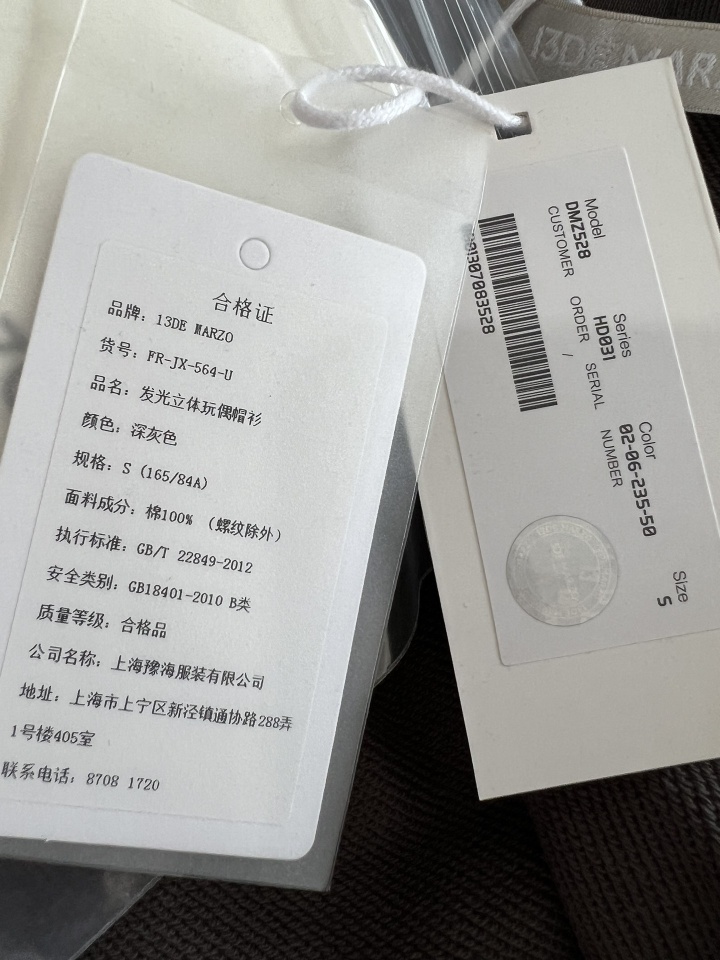 合格证
品牌：13DE MARZO
货号：FR-JX-564-U
品名：发光立体玩偶帽衫
颜色：深灰色
规格：S (165/84A)
面料成分：棉100% （螺纹除外）
执行标准：GB/T 22849-2012
安全类别：GB18401-2010 B类
质量等级：合格品
公司名称：上海豫海服装有限公司
地址：上海市上宁区新泾镇通协路288弄
1号楼405室
联系电话：8708 1720
13DE MAR
Model Series Color Size
DMZ528 HD031 02-06-235-50 S
CUSTOMER ORDER / SERIAL NUMBER
91307083528